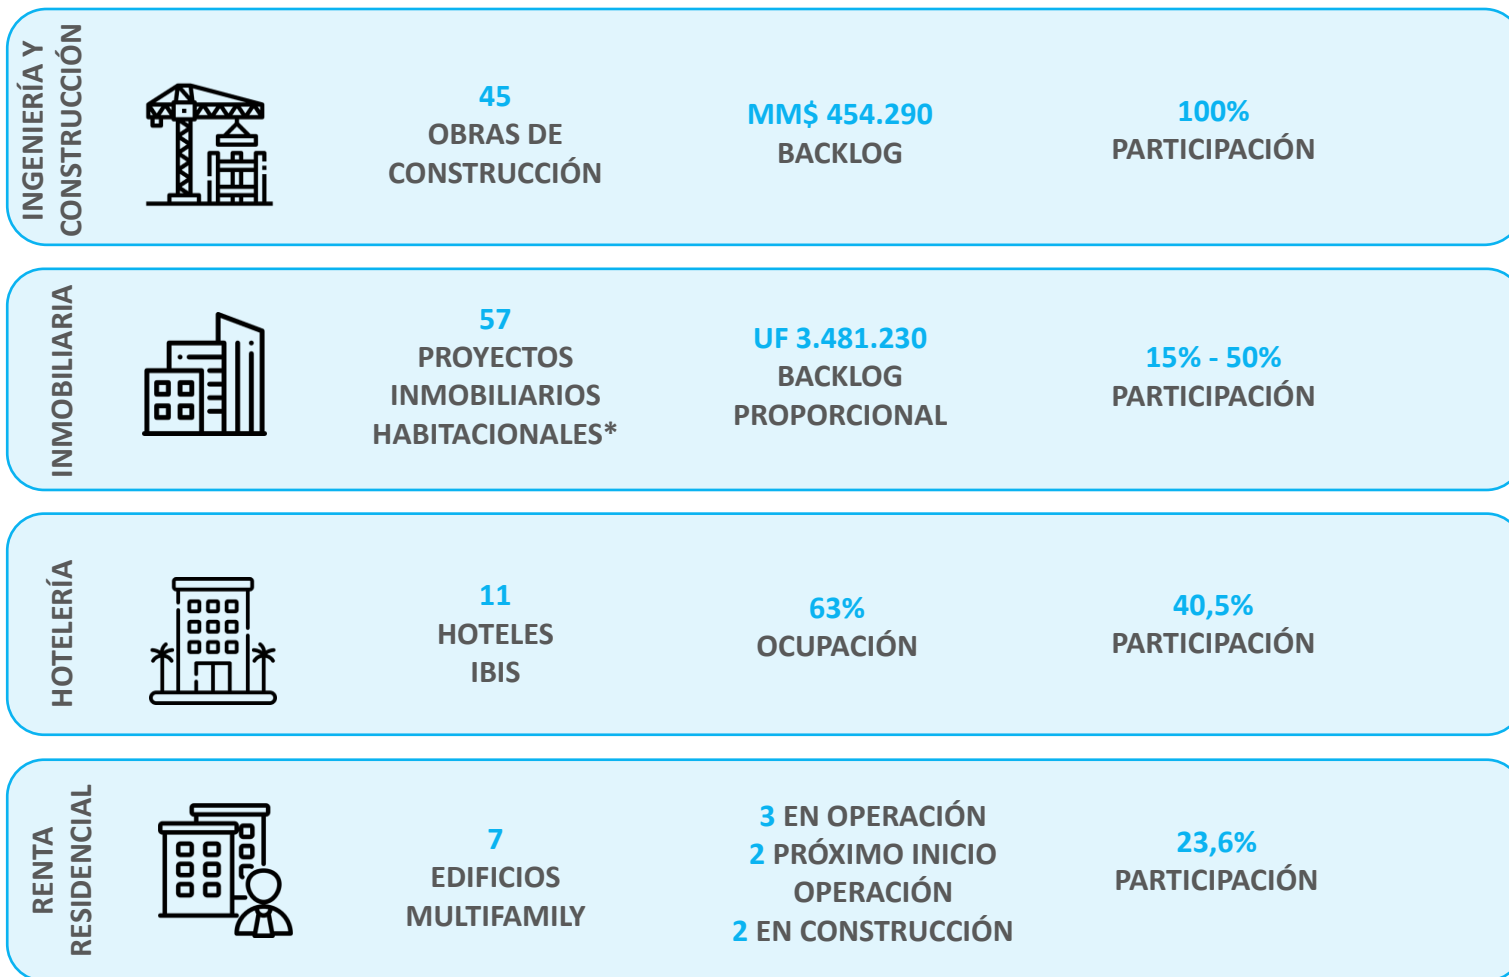 INGENIERÍA Y
CONSTRUCCIÓN
45
OBRAS DE
CONSTRUCCIÓN
MM$ 454.290
BACKLOG
100%
PARTICIPACIÓN
INMOBILIARIA
57
PROYECTOS
INMOBILIARIOS
HABITACIONALES*
UF 3.481.230
BACKLOG
PROPORCIONAL
15% - 50%
PARTICIPACIÓN
HOTELERÍA
11
HOTELES
IBIS
63%
OCUPACIÓN
40,5%
PARTICIPACIÓN
RENTA
RESIDENCIAL
7
EDIFICIOS
MULTIFAMILY
3 EN OPERACIÓN
2 PRÓXIMO INICIO
OPERACIÓN
2 EN CONSTRUCCIÓN
23,6%
PARTICIPACIÓN